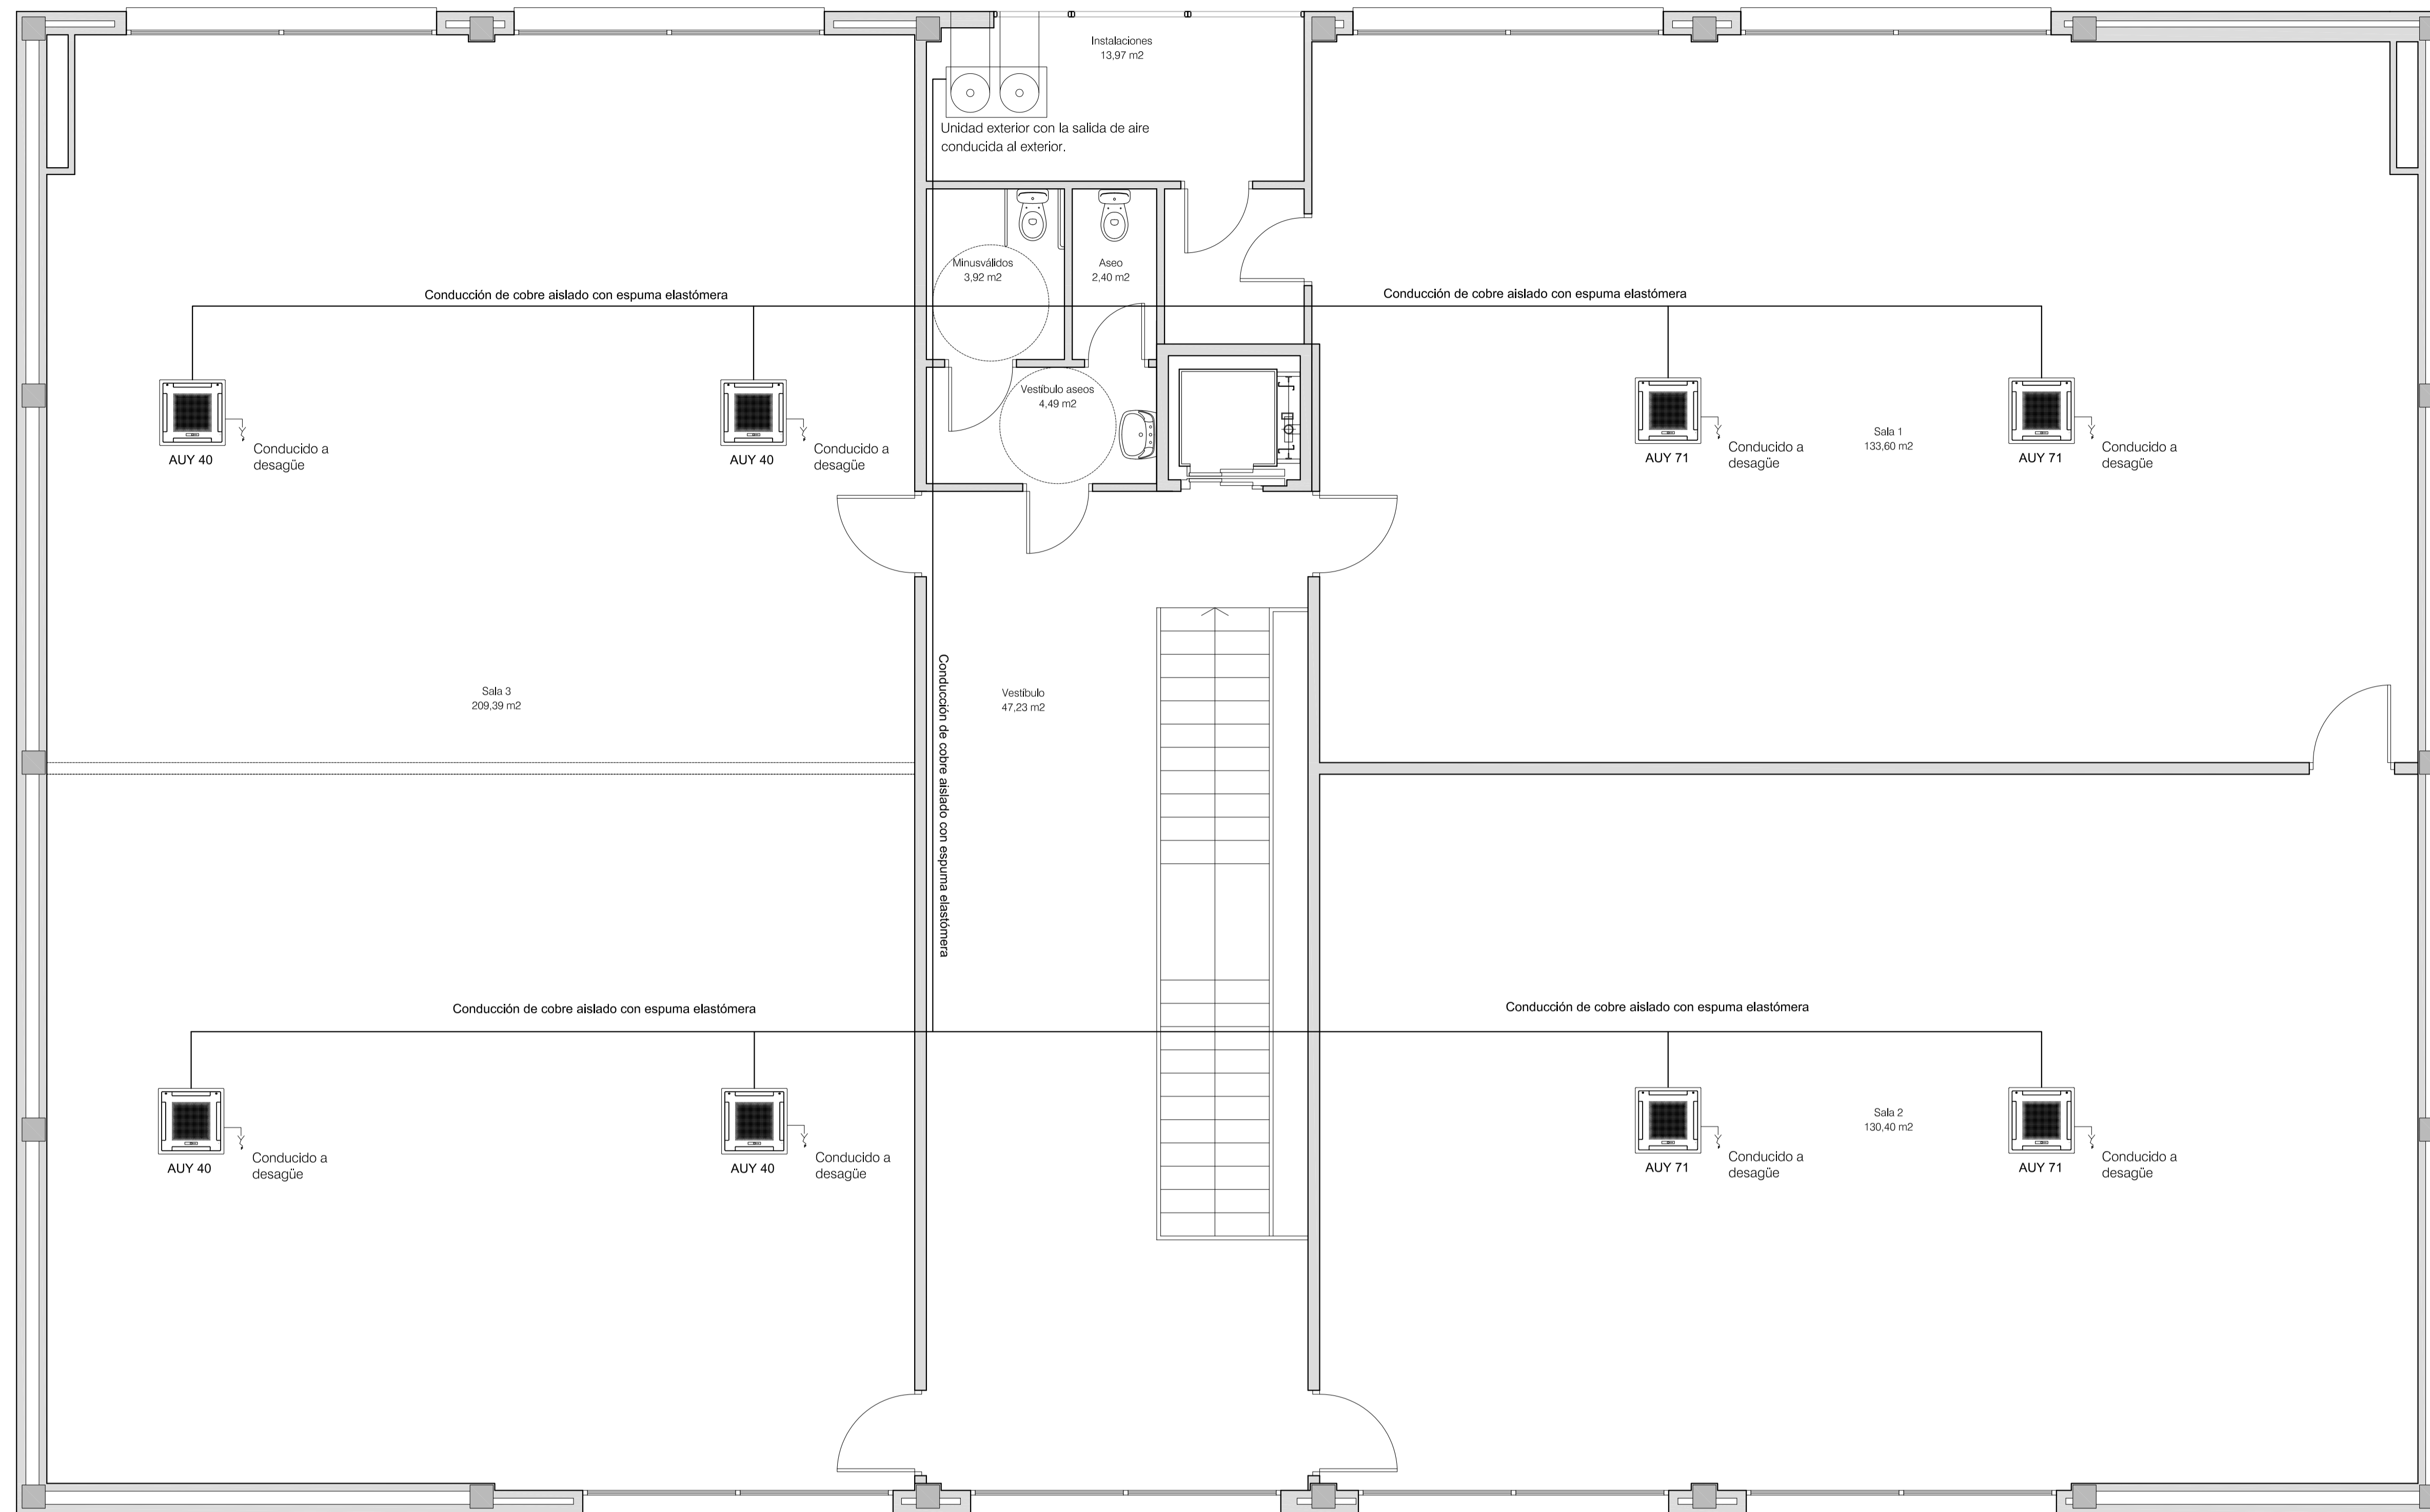 Instalaciones
13,97 m2
Unidad exterior con la salida de aire
conducida al exterior.
Minusválidos
3,92 m2
Aseo
2,40 m2
Conducción de cobre aislado con espuma elastómera
Conducción de cobre aislado con espuma elastómera
Vestíbulo aseos
4,49 m2
AUY 40
Conducido a
desagüe
AUY 40
Conducido a
desagüe
AUY 71
Conducido a
desagüe
Sala 1
133,60 m2
AUY 71
Conducido a
desagüe
Sala 3
209,39 m2
Conducción de cobre aislado con espuma elastómera
Vestíbulo
47,23 m2
Conducción de cobre aislado con espuma elastómera
Conducción de cobre aislado con espuma elastómera
AUY 40
Conducido a
desagüe
AUY 40
Conducido a
desagüe
AUY 71
Conducido a
desagüe
Sala 2
130,40 m2
AUY 71
Conducido a
desagüe